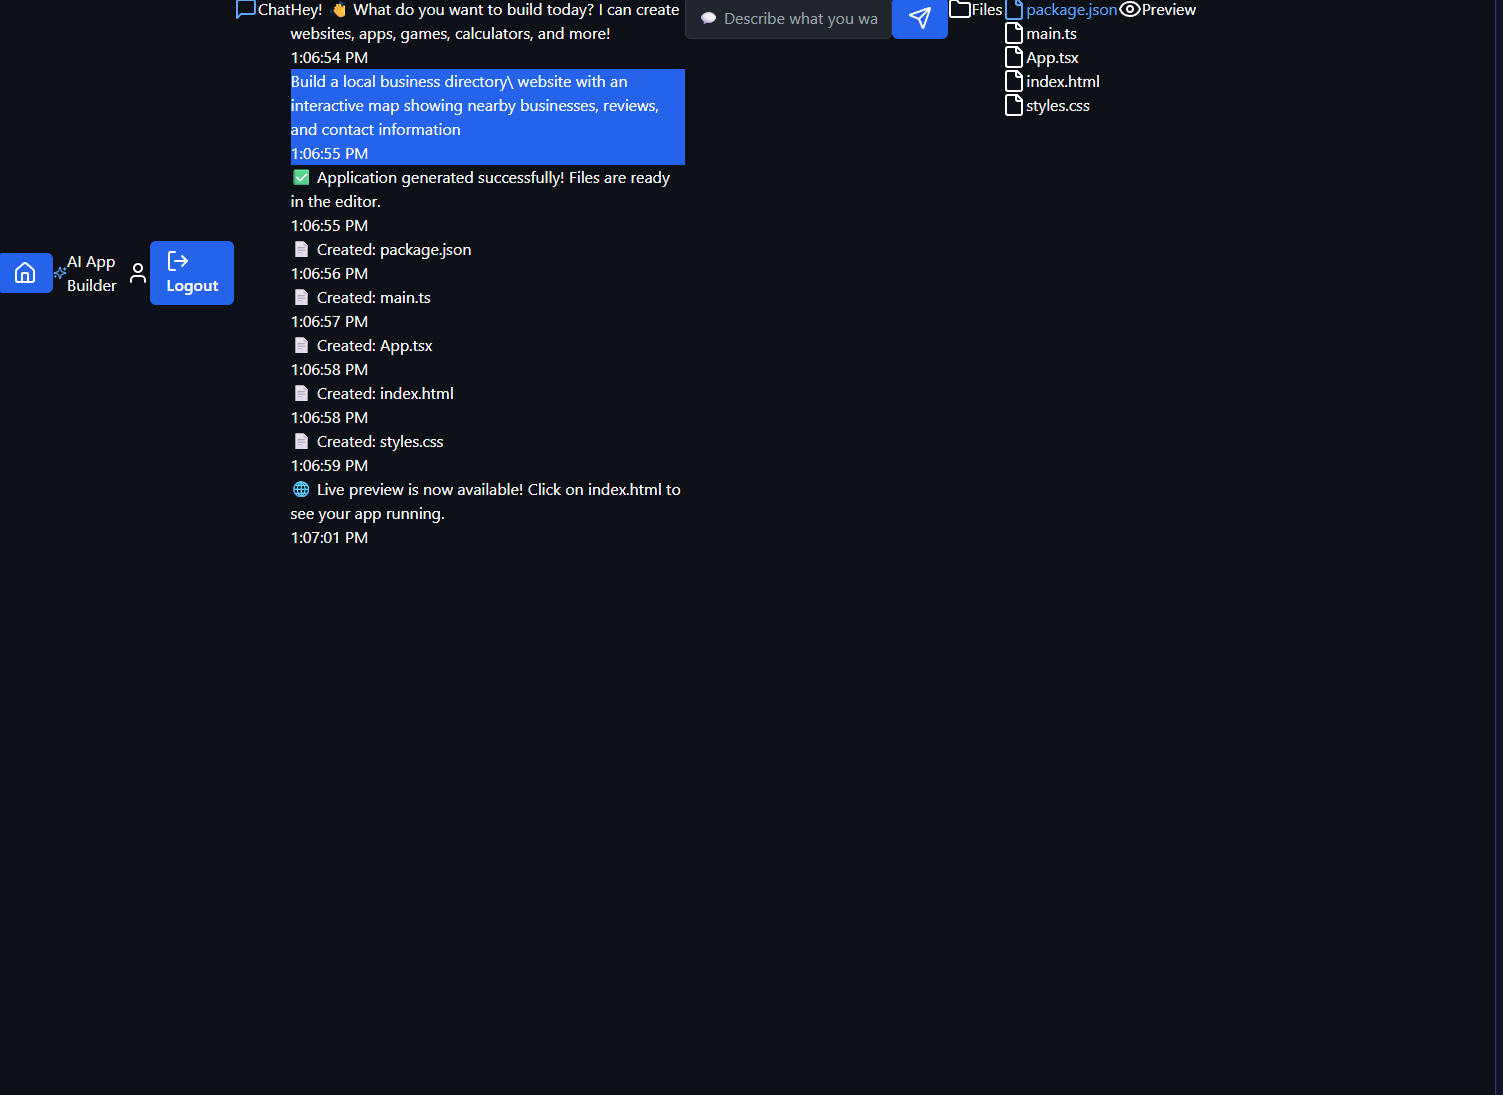 AI App
Builder
Logout
Chat
Hey! 👋 What do you want to build today? I can create
websites, apps, games, calculators, and more!
1:06:54 PM
Build a local business directory\ website with an
interactive map showing nearby businesses, reviews,
and contact information
1:06:55 PM
✅ Application generated successfully! Files are ready
in the editor.
1:06:55 PM
📄 Created: package.json
1:06:56 PM
📄 Created: main.ts
1:06:57 PM
📄 Created: App.tsx
1:06:58 PM
📄 Created: index.html
1:06:58 PM
📄 Created: styles.css
1:06:59 PM
🌐 Live preview is now available! Click on index.html to
see your app running.
1:07:01 PM
💬 Describe what you wa
Files
package.json
main.ts
App.tsx
index.html
styles.css
Preview